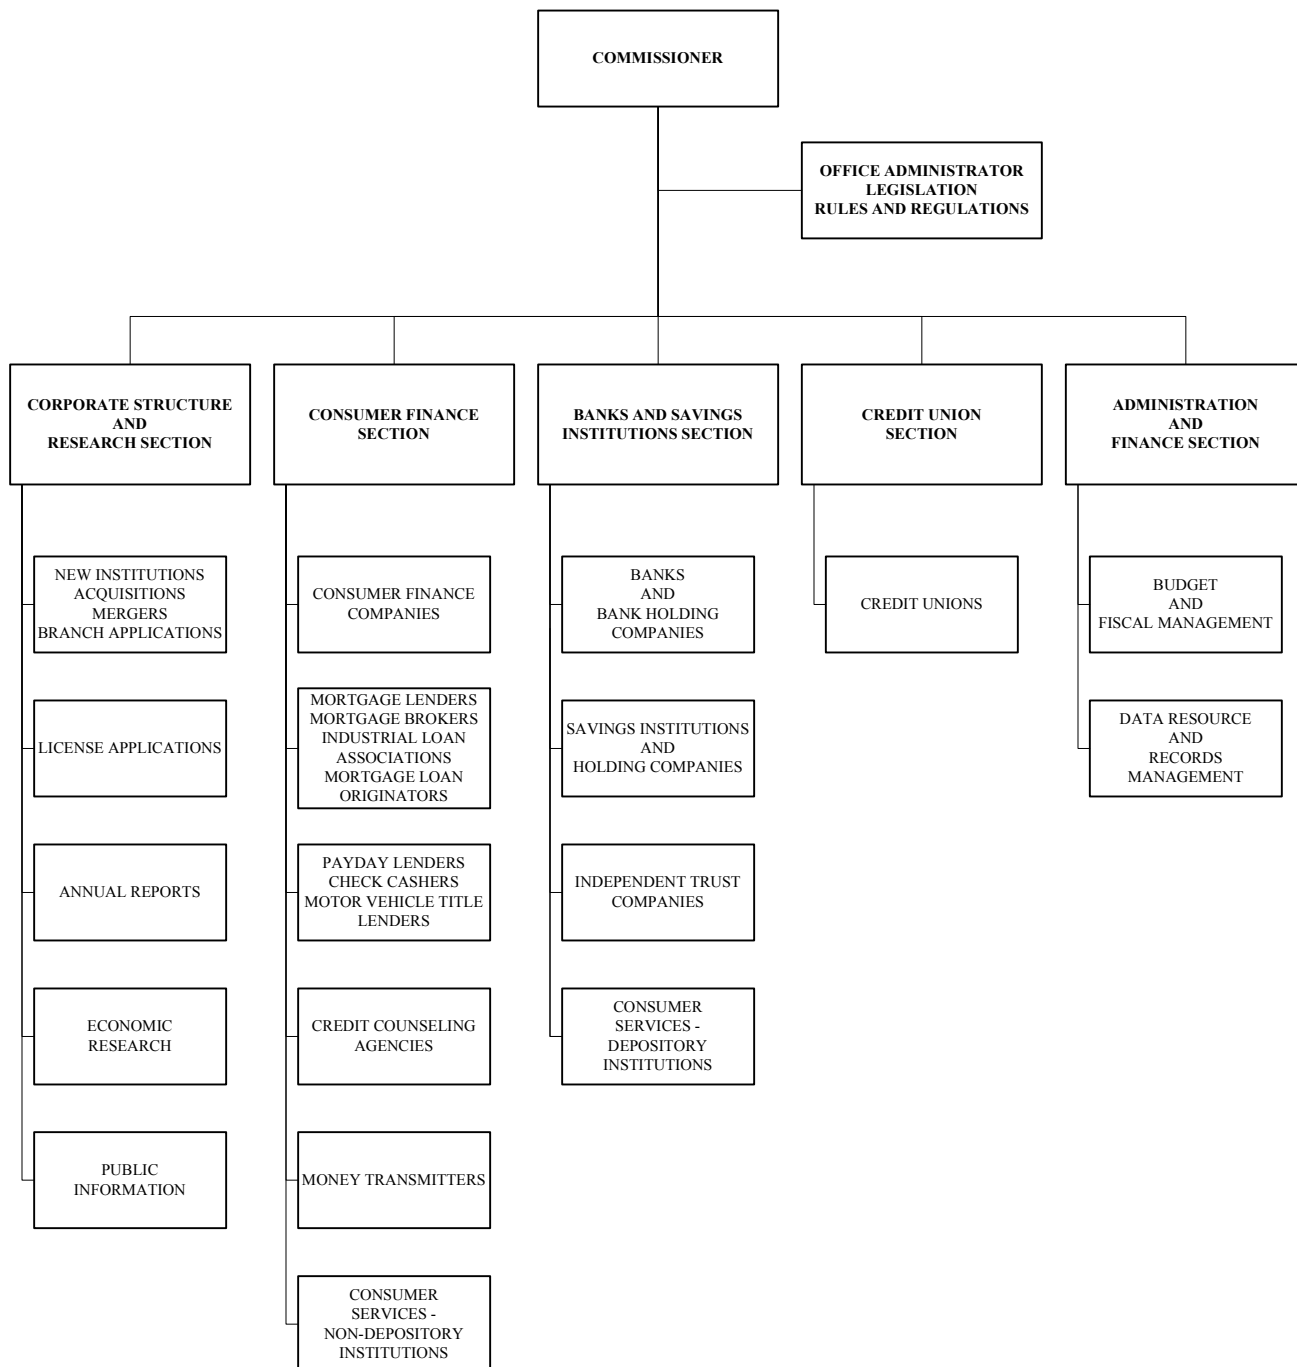 COMMISSIONER
OFFICE ADMINISTRATOR
LEGISLATION
RULES AND REGULATIONS
CORPORATE STRUCTURE
AND
RESEARCH SECTION
CONSUMER FINANCE
SECTION
BANKS AND SAVINGS
INSTITUTIONS SECTION
CREDIT UNION
SECTION
ADMINISTRATION
AND
FINANCE SECTION
NEW INSTITUTIONS
ACQUISITIONS
MERGERS
BRANCH APPLICATIONS
CONSUMER FINANCE
COMPANIES
BANKS
AND
BANK HOLDING
COMPANIES
CREDIT UNIONS
BUDGET
AND
FISCAL MANAGEMENT
LICENSE APPLICATIONS
MORTGAGE LENDERS
MORTGAGE BROKERS
INDUSTRIAL LOAN
ASSOCIATIONS
MORTGAGE LOAN
ORIGINATORS
SAVINGS INSTITUTIONS
AND
HOLDING COMPANIES
DATA RESOURCE
AND
RECORDS
MANAGEMENT
ANNUAL REPORTS
PAYDAY LENDERS
CHECK CASHERS
MOTOR VEHICLE TITLE
LENDERS
INDEPENDENT TRUST
COMPANIES
ECONOMIC
RESEARCH
CREDIT COUNSELING
AGENCIES
CONSUMER
SERVICES -
DEPOSITORY
INSTITUTIONS
PUBLIC
INFORMATION
MONEY TRANSMITTERS
CONSUMER
SERVICES -
NON-DEPOSITORY
INSTITUTIONS